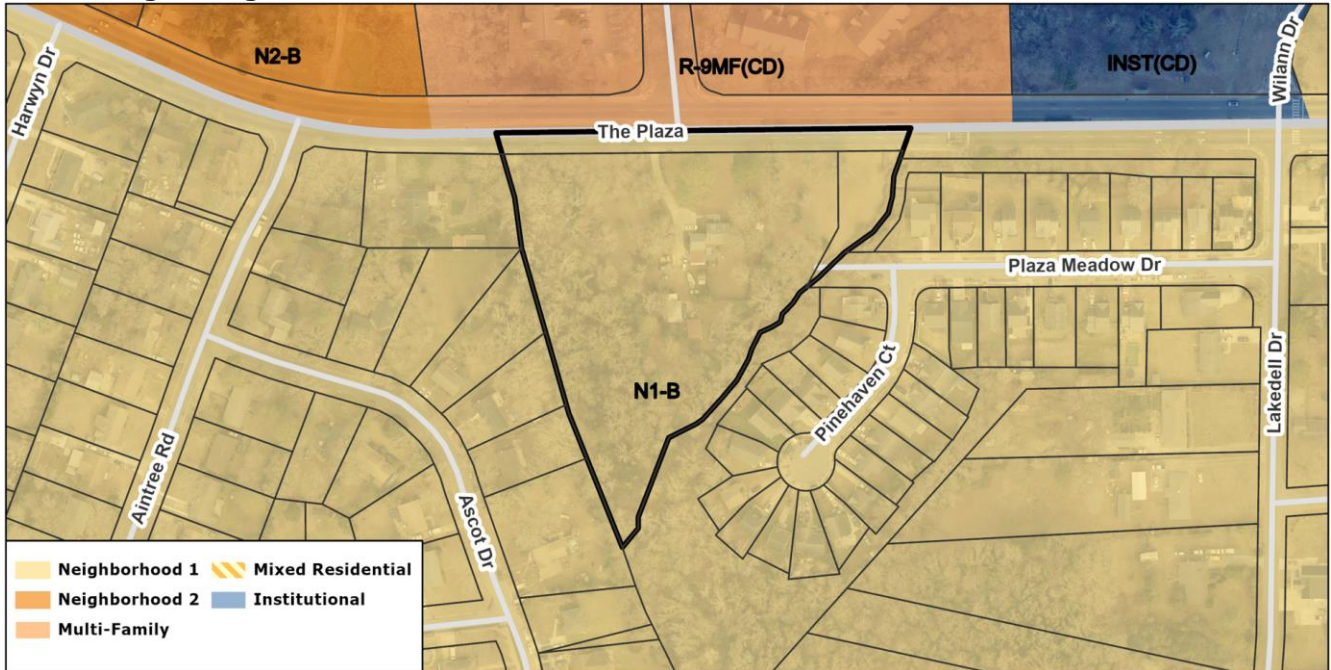 N2-B
R-9MF(CD)
INST(CD)
Wilann Dr
Harwyn Dr
The Plaza
Plaza Meadow Dr
N1-B
Pinehaven Ct
Lakedell Dr
Aintree Rd
Ascot Dr
Neighborhood 1
Mixed Residential
Neighborhood 2
Institutional
Multi-Family